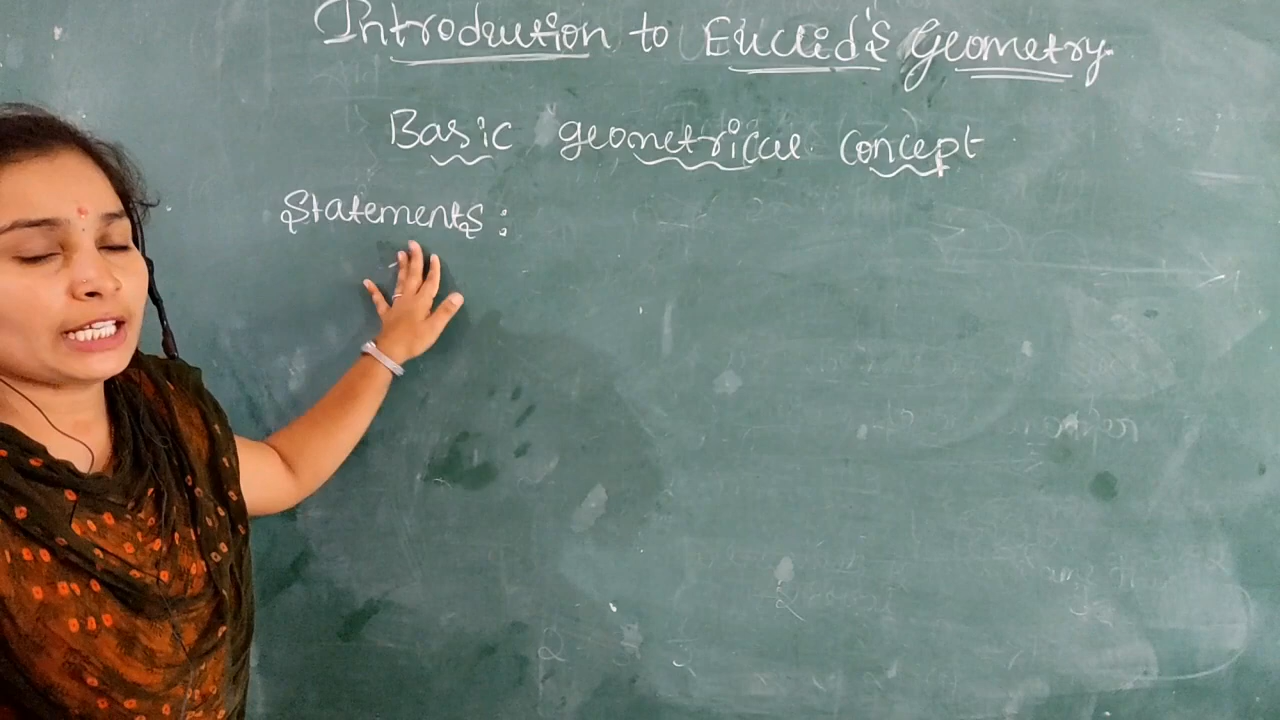 Introduction to Euclid's Geometry
Basic geometrical concept
Statements: